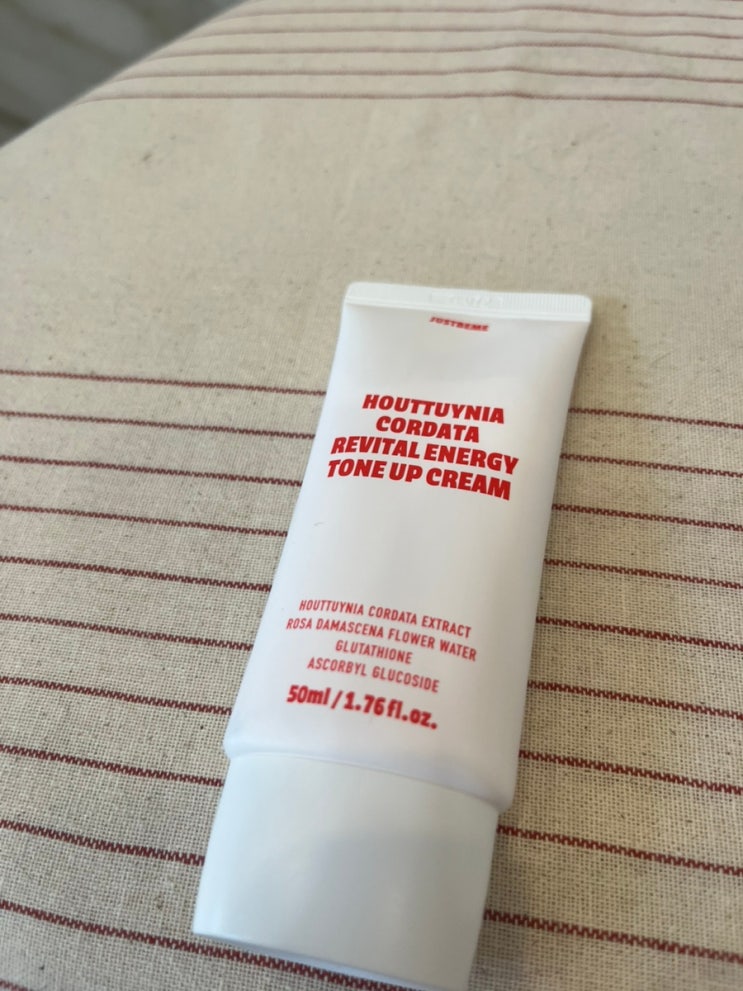 JUSTBEME
HOUTTUYNIA
CORDATA
REVITAL ENERGY
TONE UP CREAM
HOUTTUYNIA CORDATA EXTRACT
ROSA DAMASCENA FLOWER WATER
GLUTATHIONE
ASCORBYL GLUCOSIDE
50ml / 1.76 fl.oz.